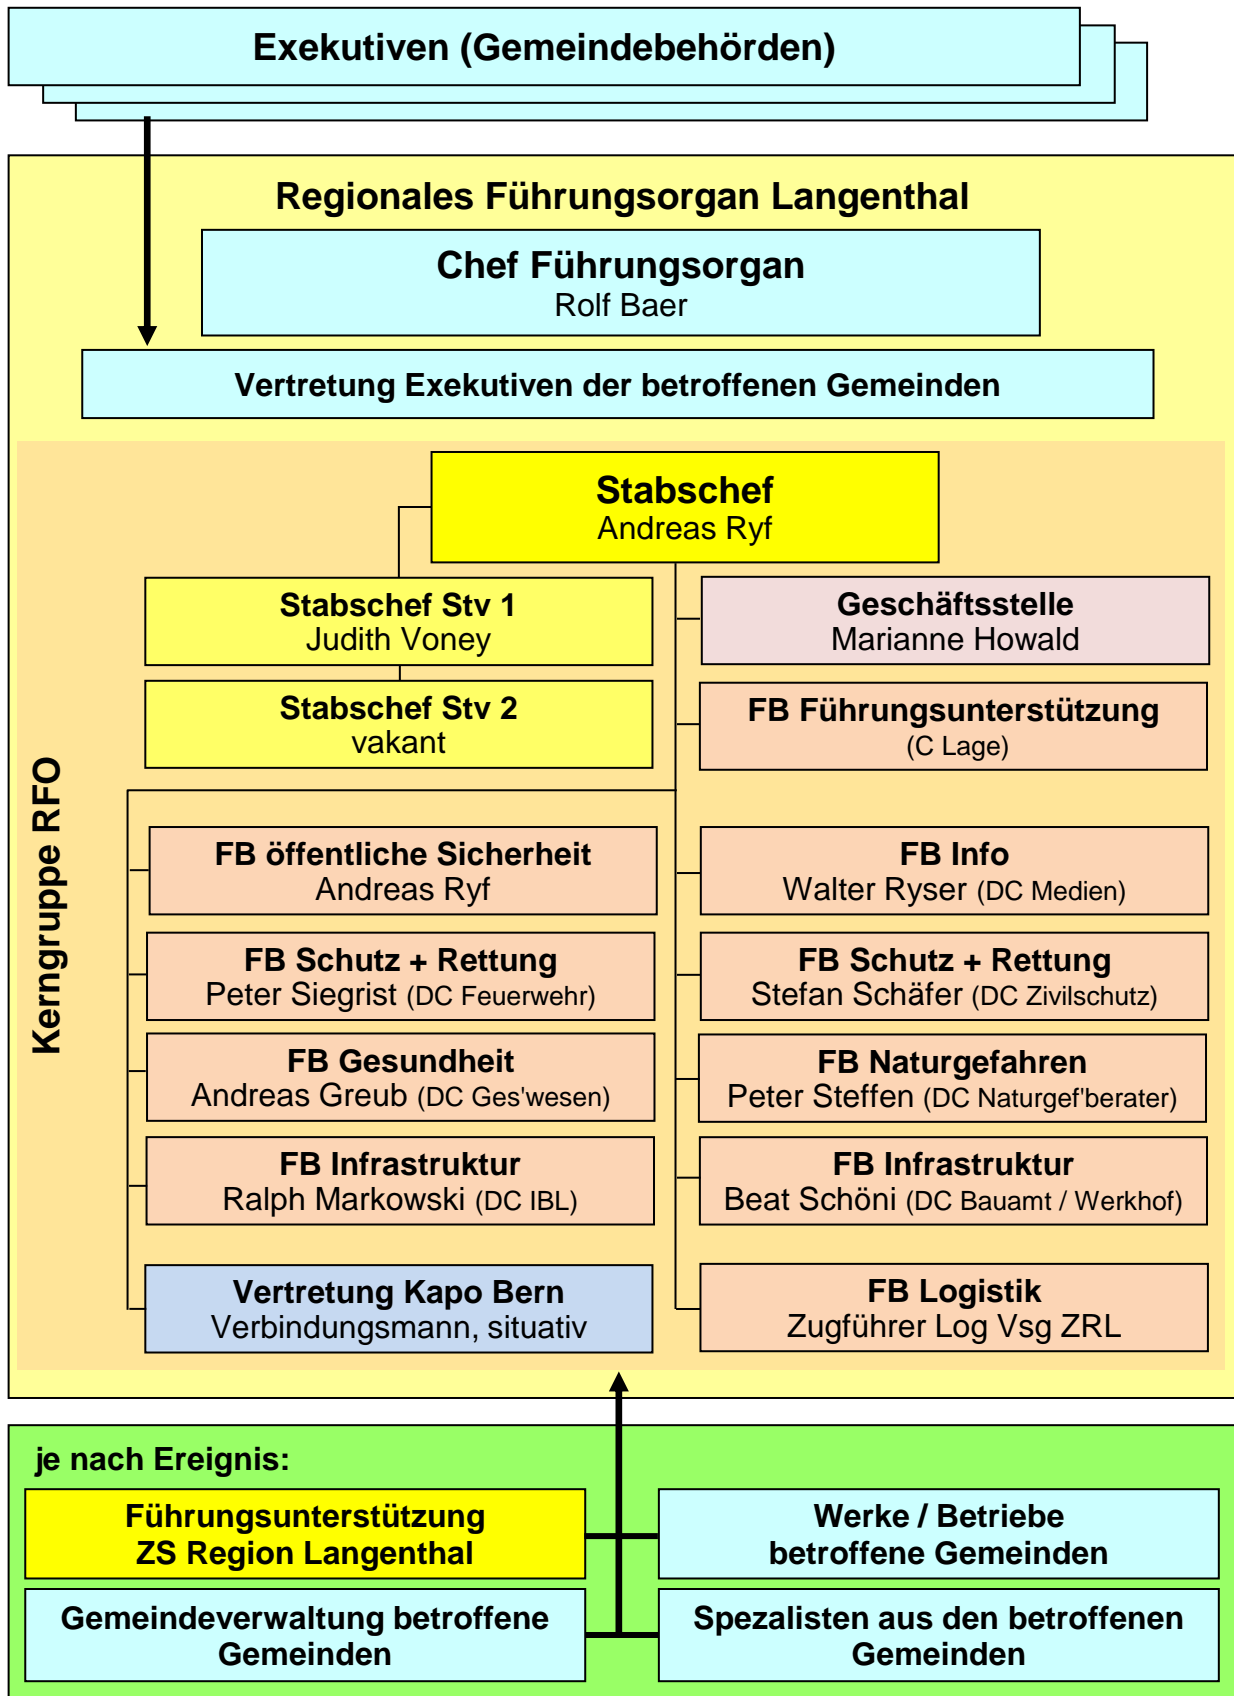 Exekutiven (Gemeindebehörden)
Regionales Führungsorgan Langenthal
Chef Führungsorgan
Rolf Baer
Vertretung Exekutiven der betroffenen Gemeinden
Kerngruppe RFO
Stabschef
Andreas Ryf
Stabschef Stv 1
Judith Voney
Geschäftsstelle
Marianne Howald
Stabschef Stv 2
vakant
FB Führungsunterstützung
(C Lage)
FB öffentliche Sicherheit
Andreas Ryf
FB Info
Walter Ryser (DC Medien)
FB Schutz + Rettung
Peter Siegrist (DC Feuerwehr)
FB Schutz + Rettung
Stefan Schäfer (DC Zivilschutz)
FB Gesundheit
Andreas Greub (DC Ges'wesen)
FB Naturgefahren
Peter Steffen (DC Naturgef'berater)
FB Infrastruktur
Ralph Markowski (DC IBL)
FB Infrastruktur
Beat Schöni (DC Bauamt / Werkhof)
Vertretung Kapo Bern
Verbindungsmann, situativ
FB Logistik
Zugführer Log Vsg ZRL
je nach Ereignis:
Führungsunterstützung
ZS Region Langenthal
Werke / Betriebe
betroffene Gemeinden
Gemeindeverwaltung betroffene
Gemeinden
Spezalisten aus den betroffenen
Gemeinden